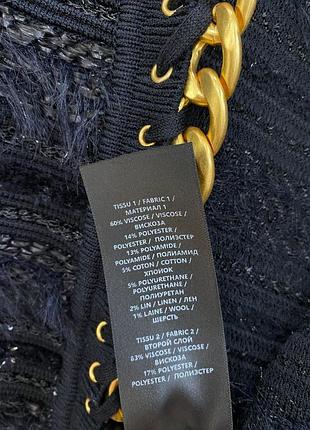 TISSU 1 / FABRIC 1 /
МАТЕРИАЛ 1
60% VISCOSE / VISCOSE /
ВИСКОЗА
14% POLYESTER /
POLYESTER / ПОЛИЭСТЕР
13% POLYAMIDE /
POLYAMIDE / ПОЛИАМИД
5% COTON / COTTON /
ХЛОПОК
5% POLYURETHANE /
POLYURETHANE /
ПОЛИУРЕТАН
2% LIN / LINEN / ЛЕН
1% LAINE / WOOL /
ШЕРСТЬ
TISSU 2 / FABRIC 2 /
ВТОРОЙ СЛОЙ
83% VISCOSE / VISCOSE /
ВИСКОЗА
17% POLYESTER /
POLYESTER / ПОЛИЭСТЕР